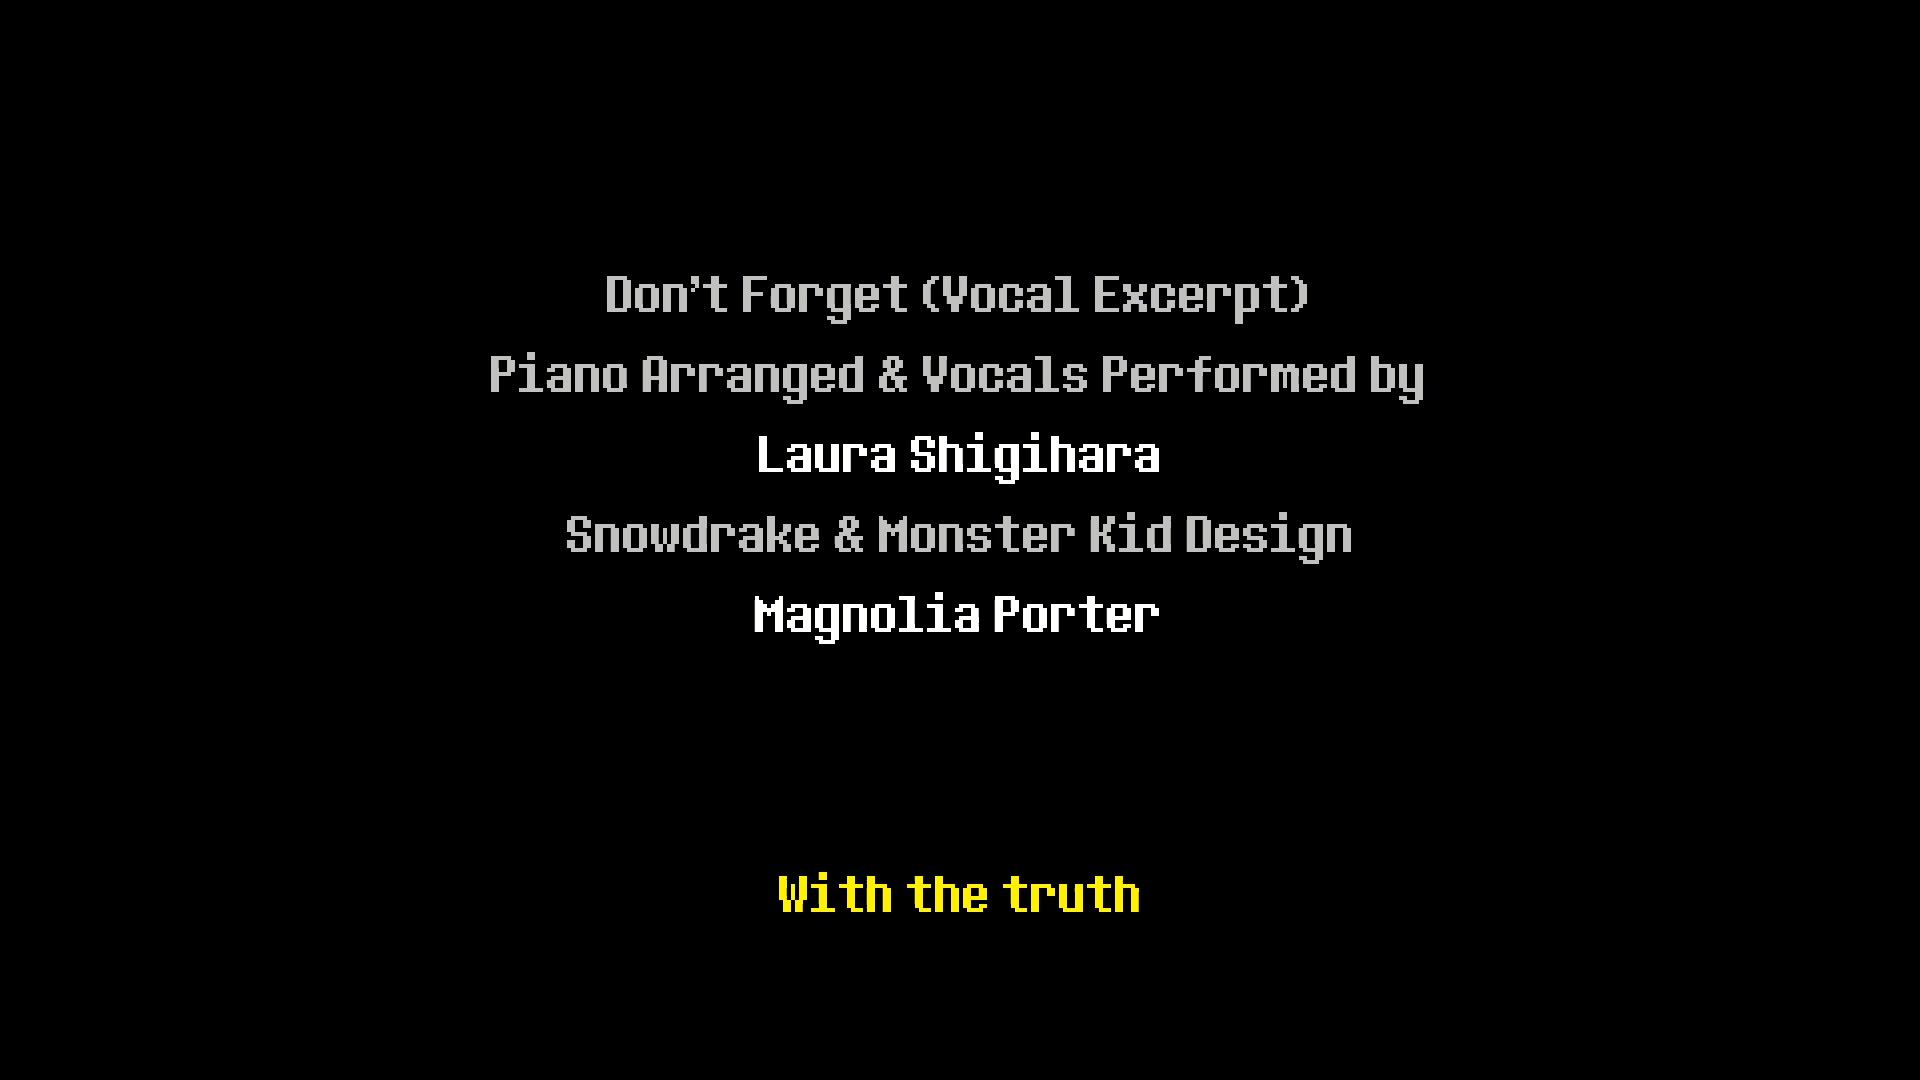 Don't Forget (Vocal Excerpt)
Piano Arranged & Vocals Performed by
Laura Shigihara
Snowdrake & Monster Kid Design
Magnolia Porter
With the truth